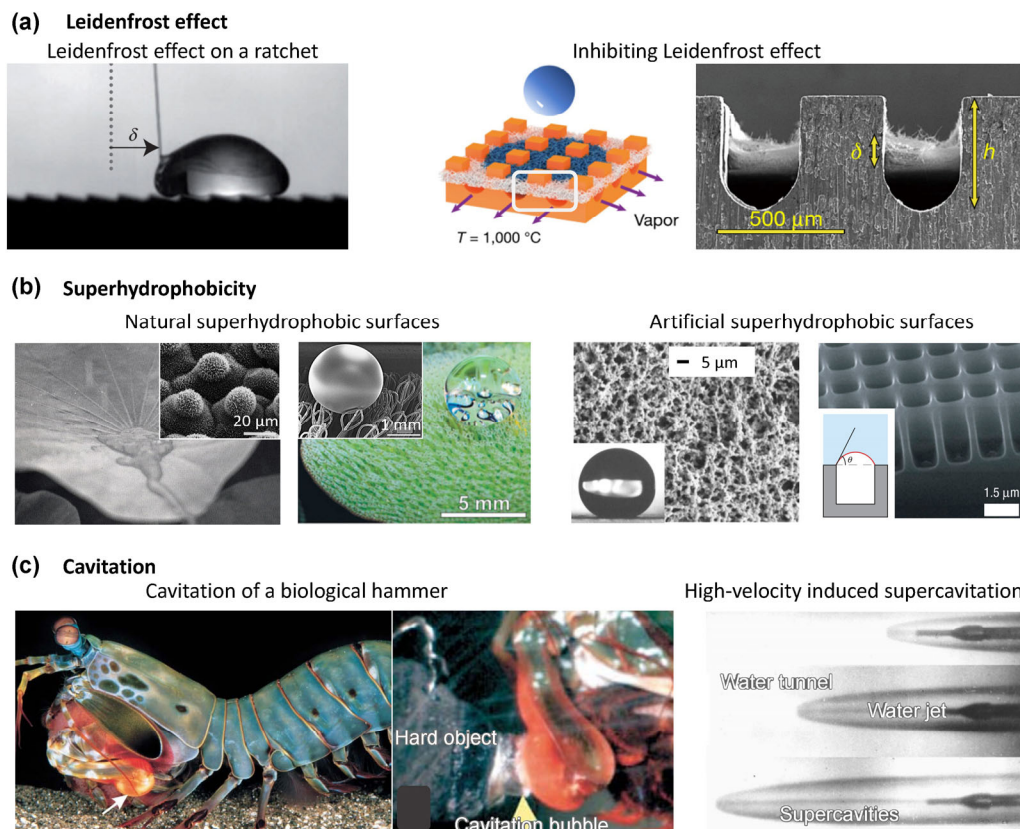 (a) Leidenfrost effect
Leidenfrost effect on a ratchet
Inhibiting Leidenfrost effect
δ
T = 1,000 °C
Vapor
δ
h
500 μm
(b) Superhydrophobicity
Natural superhydrophobic surfaces
Artificial superhydrophobic surfaces
20 μm
1 mm
5 mm
5 μm
θ
1.5 μm
(c) Cavitation
Cavitation of a biological hammer
High-velocity induced supercavitation
Hard object
Cavitation bubble
Water tunnel
Water jet
Supercavities